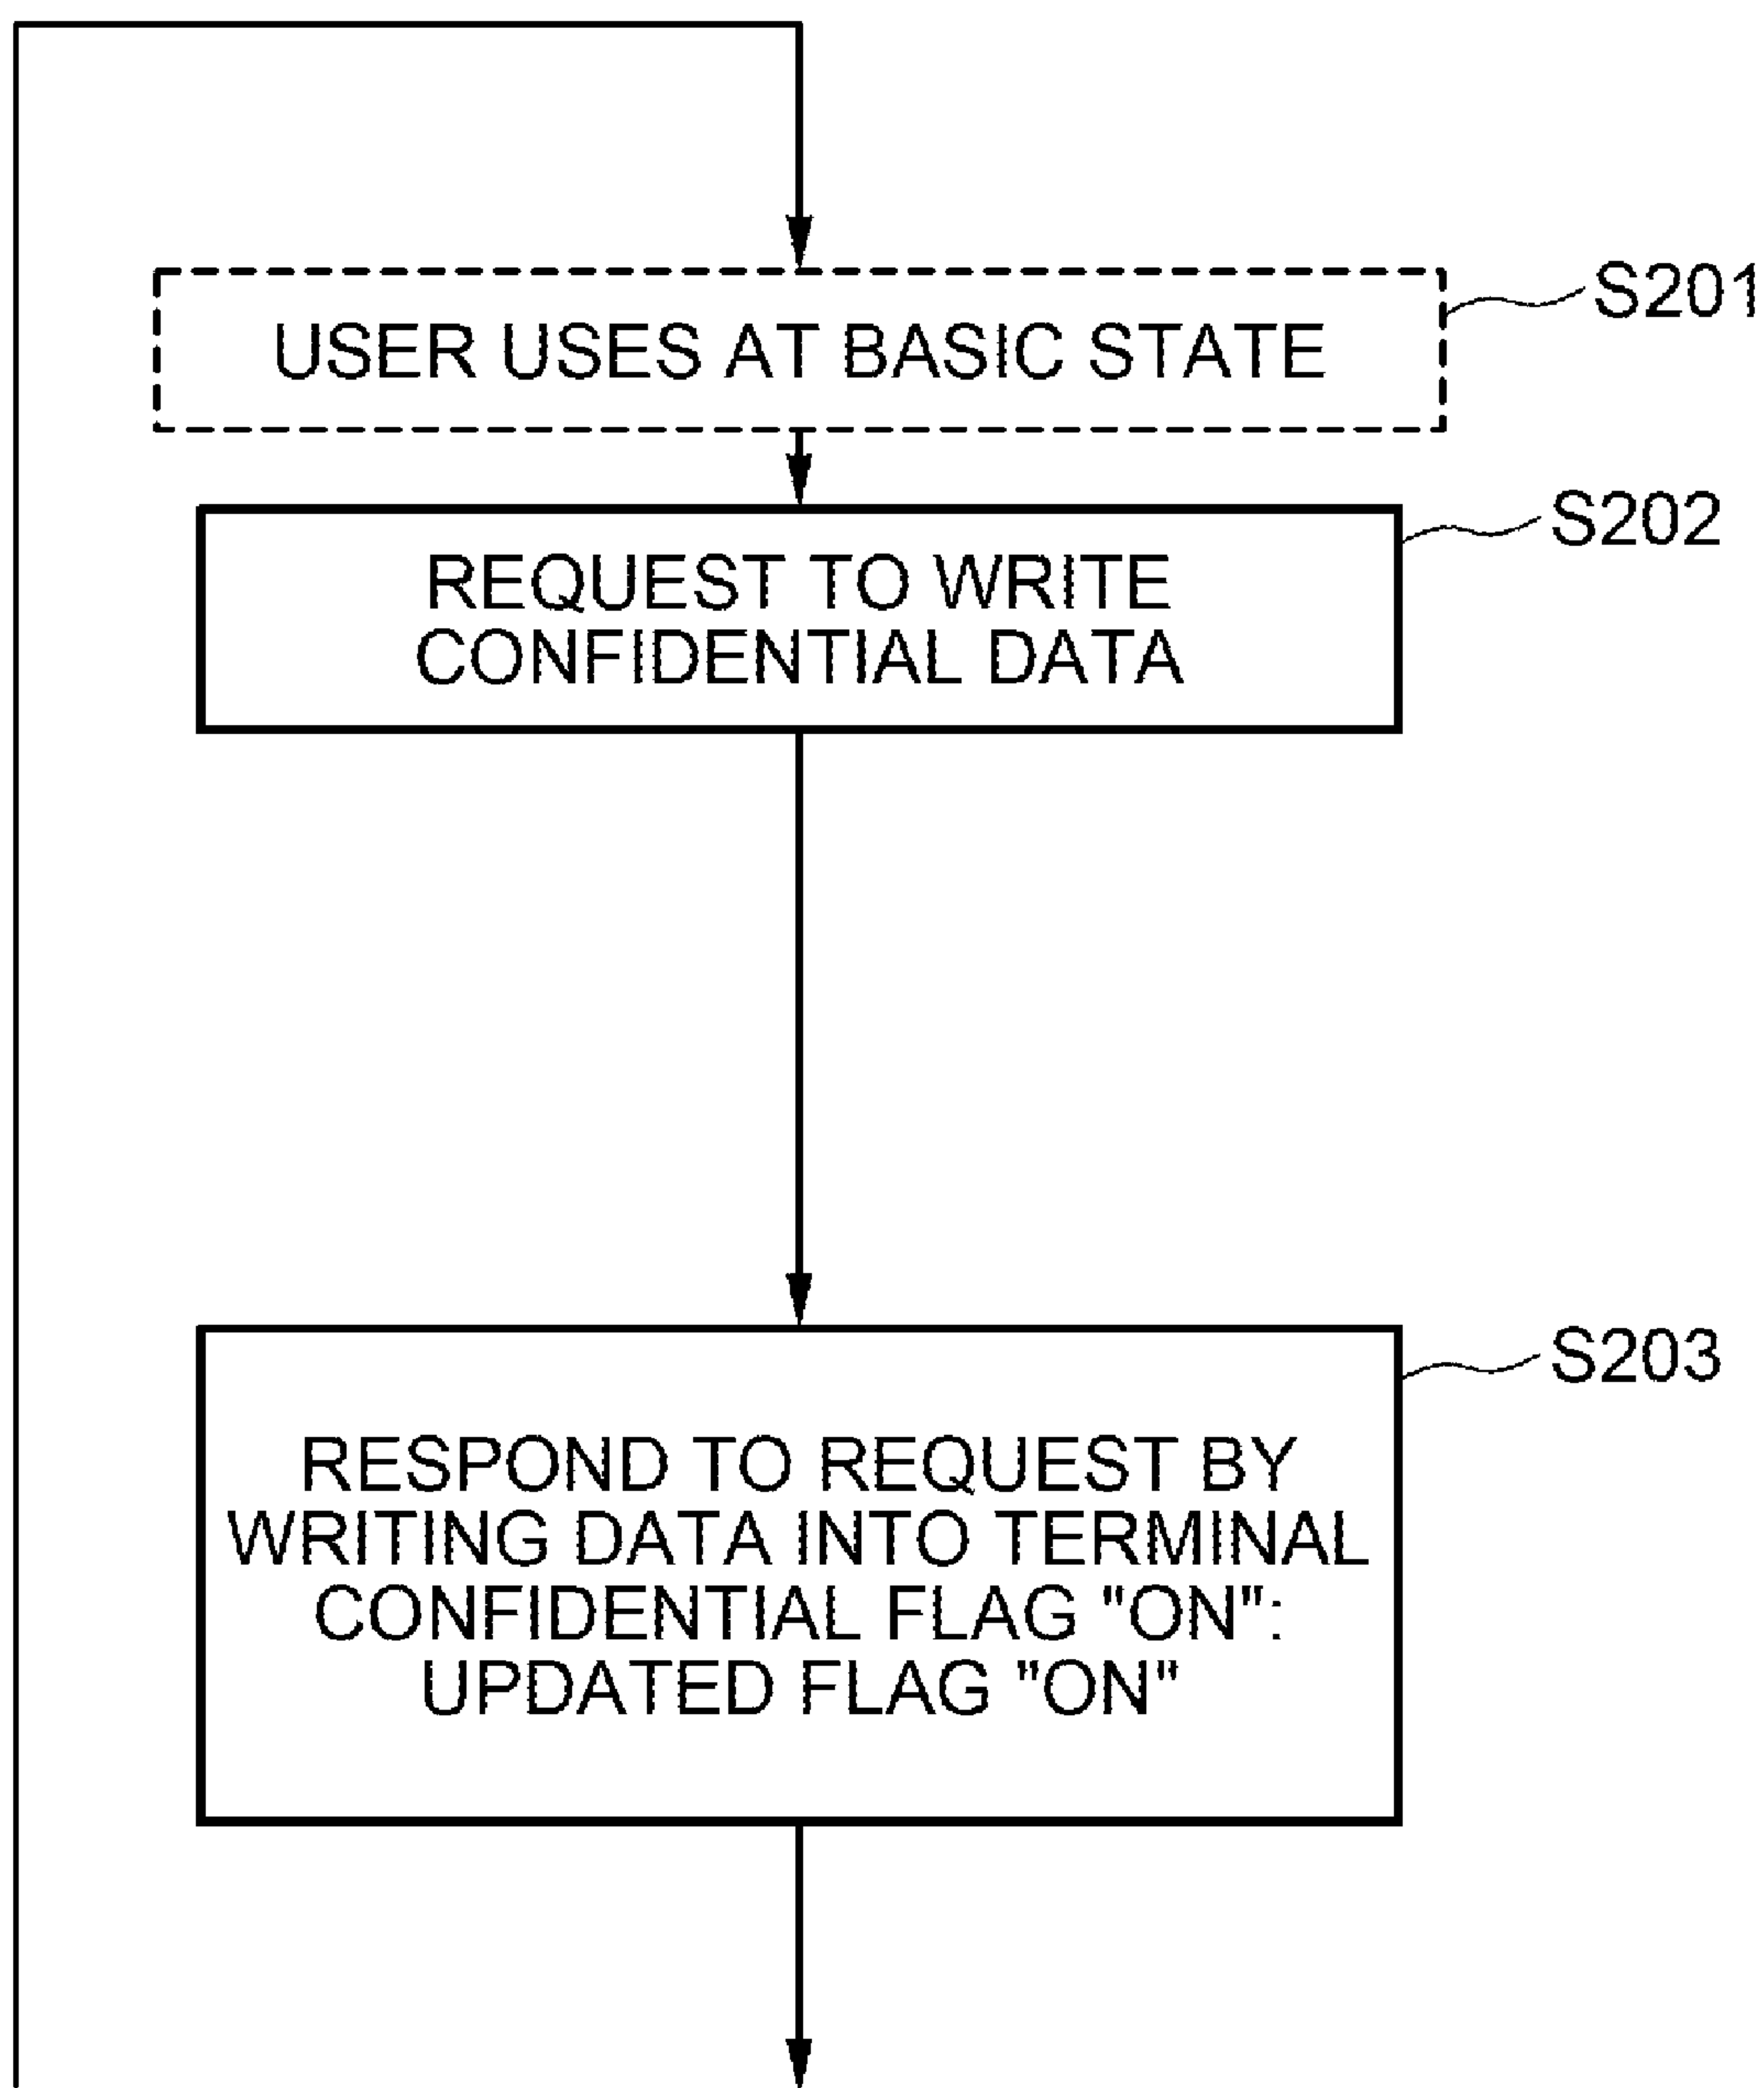 S201
USER USES AT BASIC STATE
S202
REQUEST TO WRITE
CONFIDENTIAL DATA
S203
RESPOND TO REQUEST BY
WRITING DATA INTO TERMINAL
CONFIDENTIAL FLAG "ON":
UPDATED FLAG "ON"